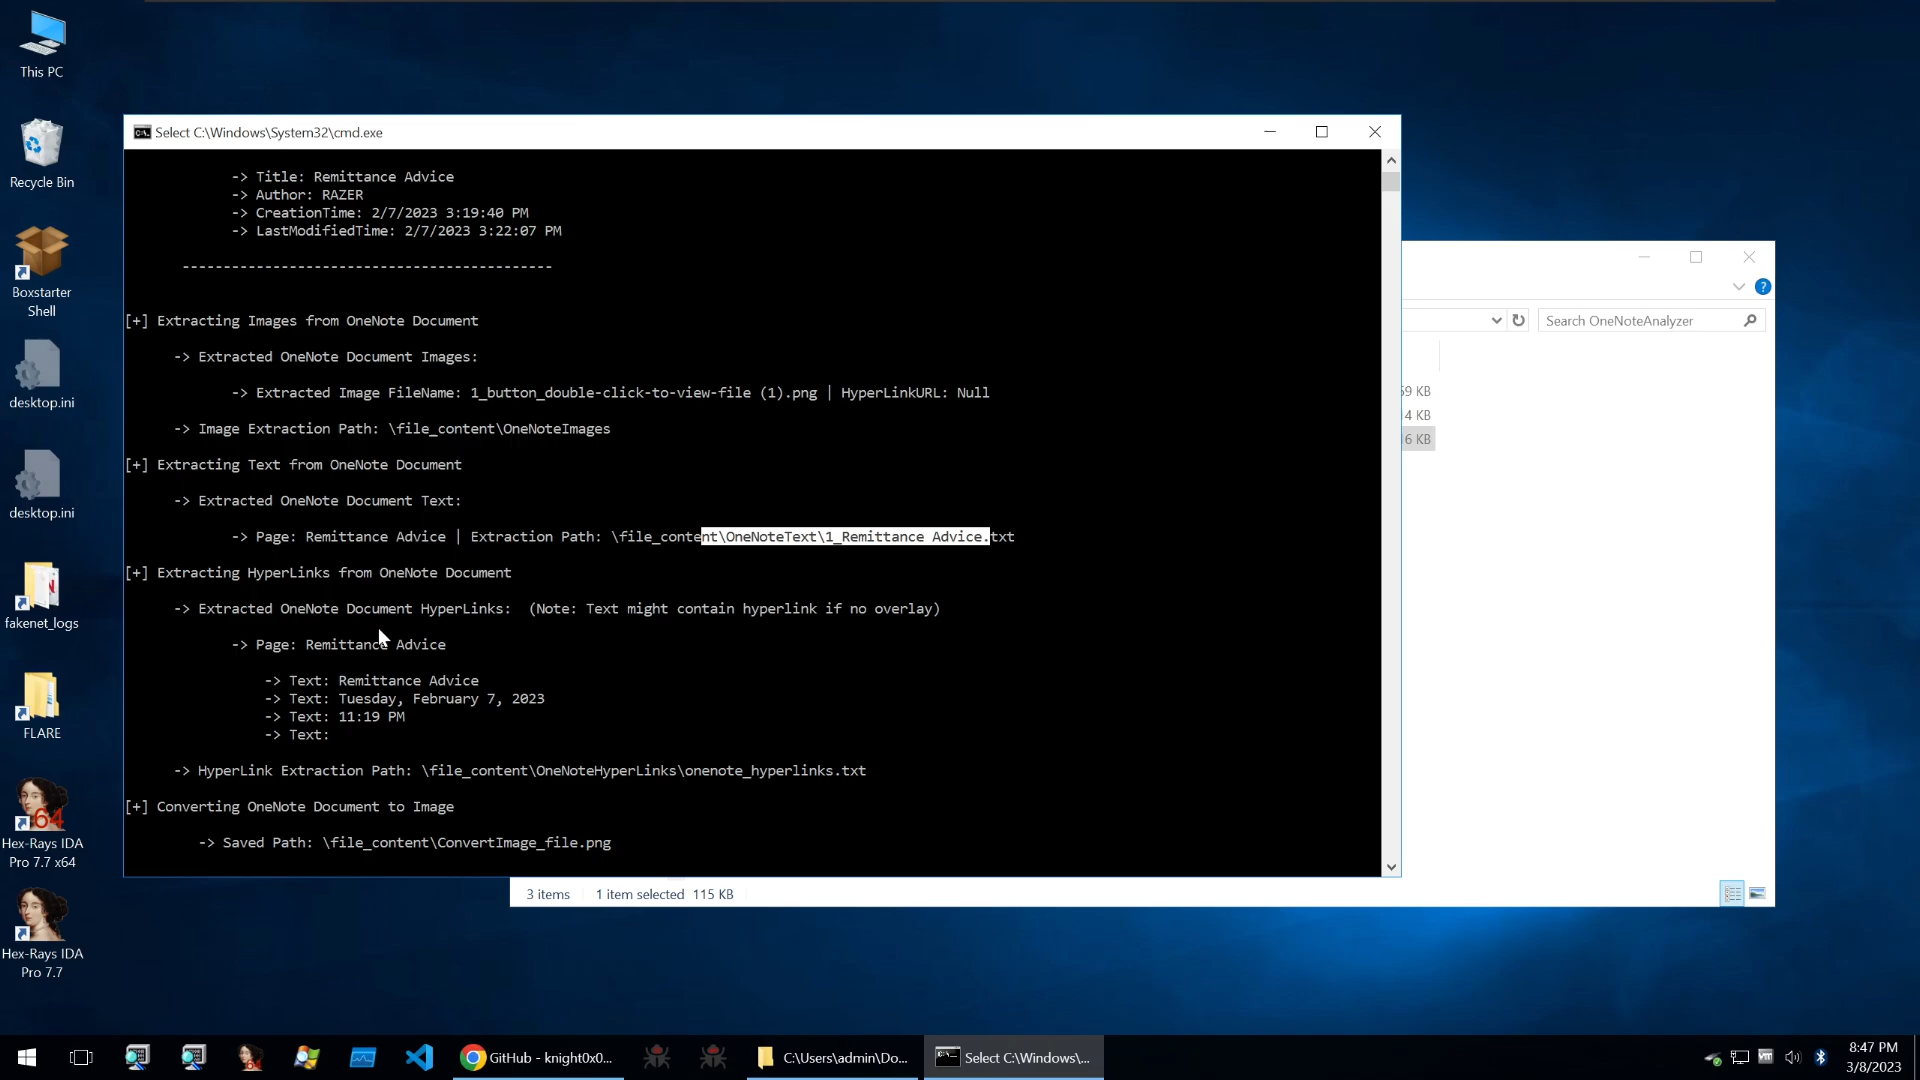 This PC
Recycle Bin
Boxstarter
Shell
desktop.ini
desktop.ini
fakenet_logs
FLARE
64
Hex-Rays IDA
Pro 7.7 x64
Hex-Rays IDA
Pro 7.7
Select C:\Windows\System32\cmd.exe
-> Title: Remittance Advice
-> Author: RAZER
-> CreationTime: 2/7/2023 3:19:40 PM
-> LastModifiedTime: 2/7/2023 3:22:07 PM
---------------------------------------------
[+] Extracting Images from OneNote Document
-> Extracted OneNote Document Images:
-> Extracted Image FileName: 1_button_double-click-to-view-file (1).png | HyperLinkURL: Null
-> Image Extraction Path: \file_content\OneNoteImages
[+] Extracting Text from OneNote Document
-> Extracted OneNote Document Text:
-> Page: Remittance Advice | Extraction Path: \file_content\OneNoteText\1_Remittance Advice.txt
[+] Extracting HyperLinks from OneNote Document
-> Extracted OneNote Document HyperLinks:  (Note: Text might contain hyperlink if no overlay)
-> Page: Remittance Advice
-> Text: Remittance Advice
-> Text: Tuesday, February 7, 2023
-> Text: 11:19 PM
-> Text:
-> HyperLink Extraction Path: \file_content\OneNoteHyperLinks\onenote_hyperlinks.txt
[+] Converting OneNote Document to Image
-> Saved Path: \file_content\ConvertImage_file.png
Search OneNoteAnalyzer
59 KB
14 KB
16 KB
3 items 1 item selected 115 KB
GitHub - knight0x0...
C:\Users\admin\Do...
Select C:\Windows\...
8:47 PM
3/8/2023